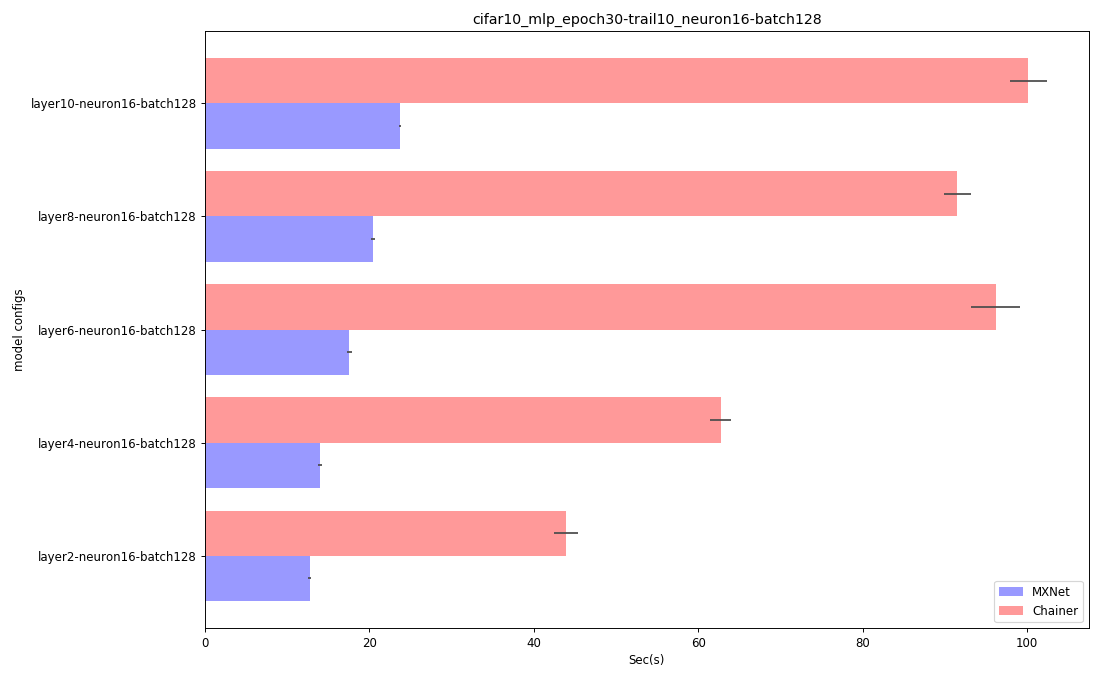 cifar10_mlp_epoch30-trail10_neuron16-batch128
model configs
layer10-neuron16-batch128
layer8-neuron16-batch128
layer6-neuron16-batch128
layer4-neuron16-batch128
layer2-neuron16-batch128
MXNet
Chainer
0 20 40 60 80 100
Sec(s)